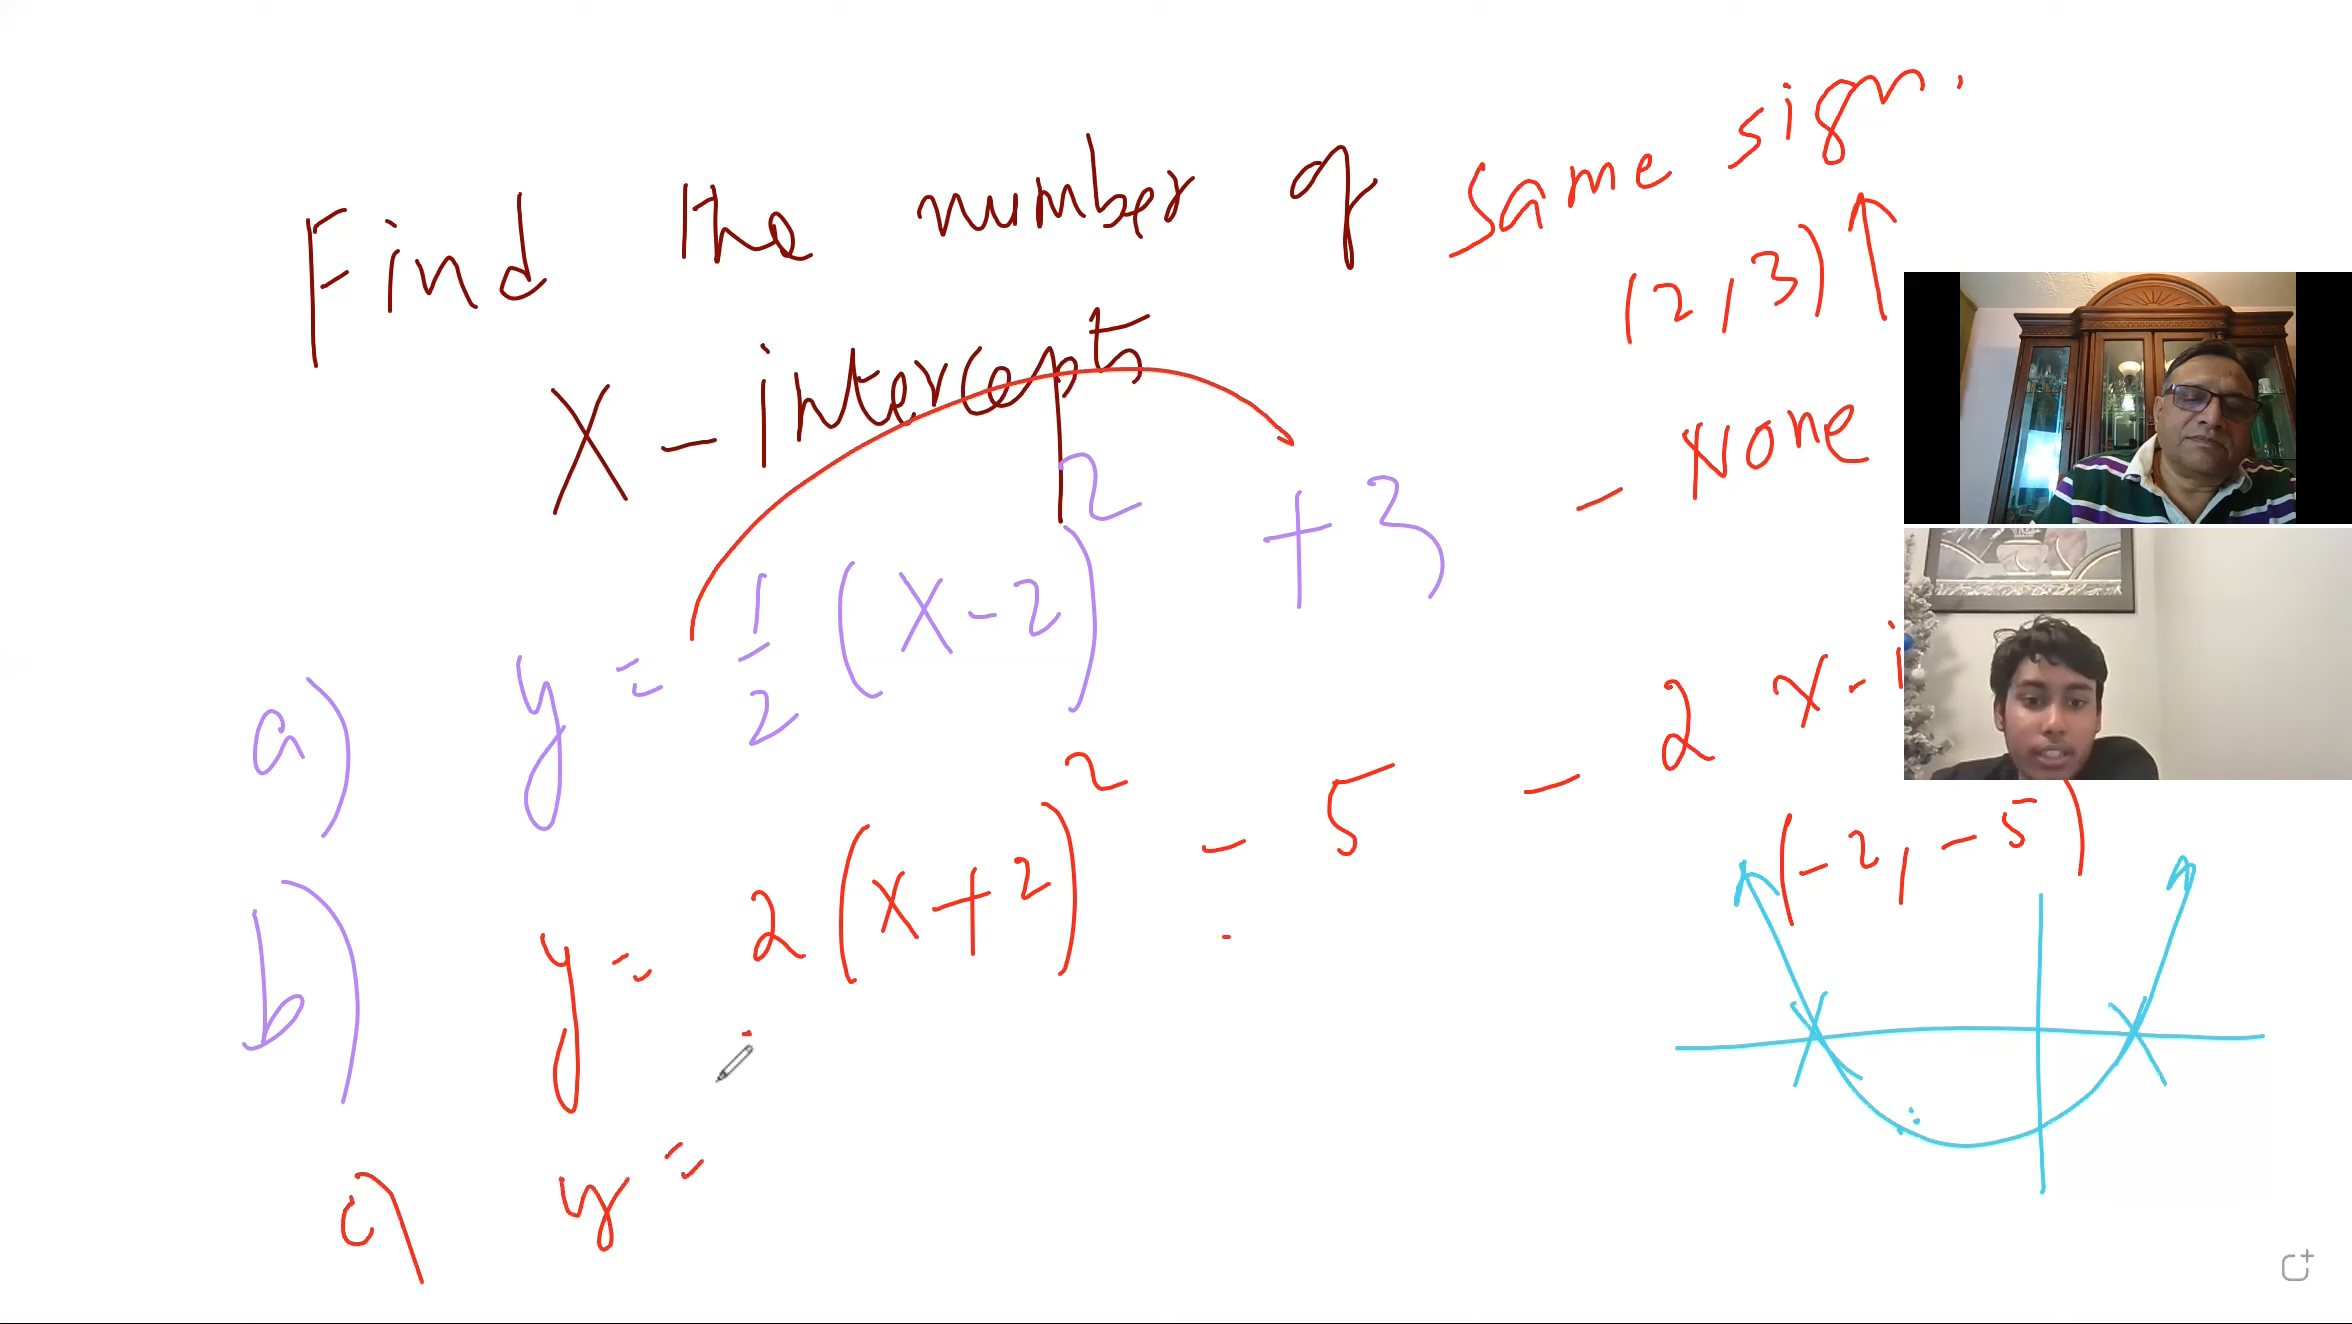 Find the number of same sign.
(2, 3) ↑
X - intercepts
a) y = 1/2 (x - 2)² + 3 - None
b) y = 2 (x + 2)² - 5 - 2 x - i
(-2, -5)
c) y =